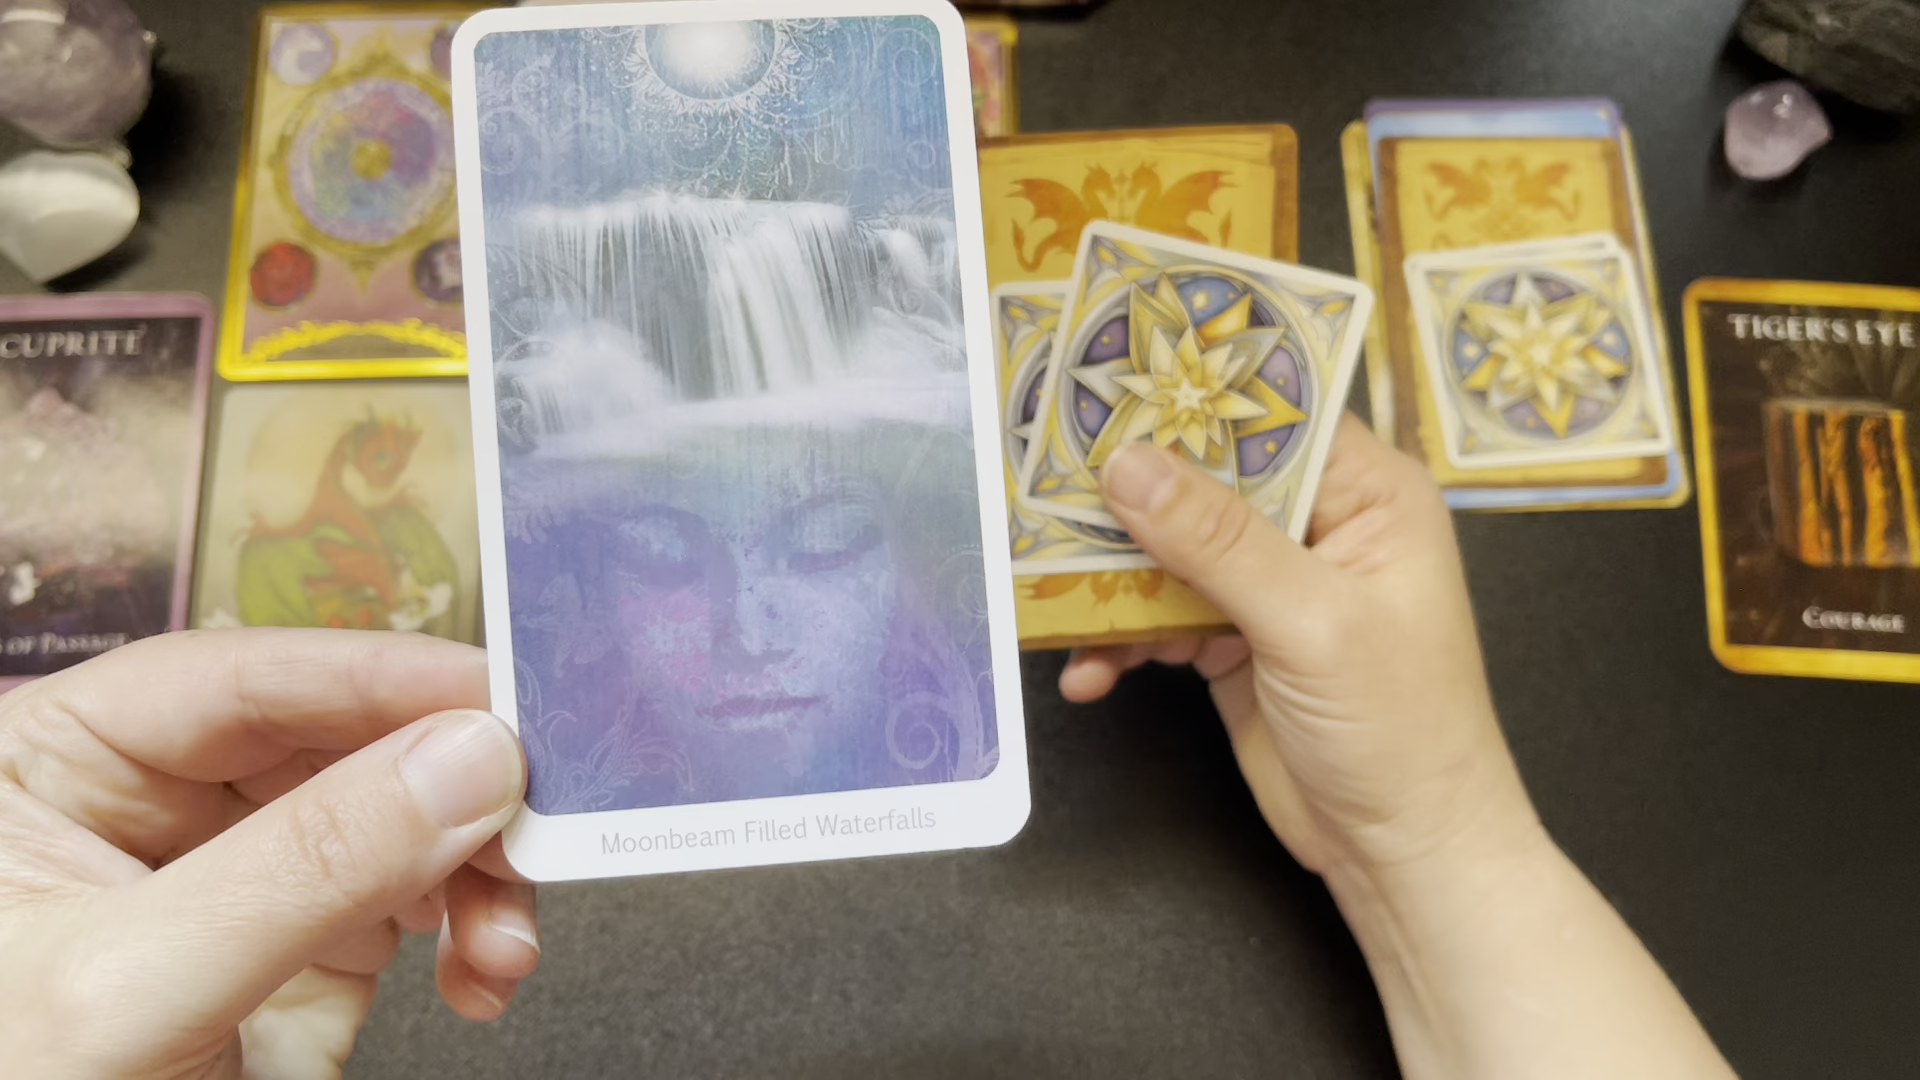 CUPRITE
OF PASSAGE
Moonbeam Filled Waterfalls
TIGER'S EYE
COURAGE